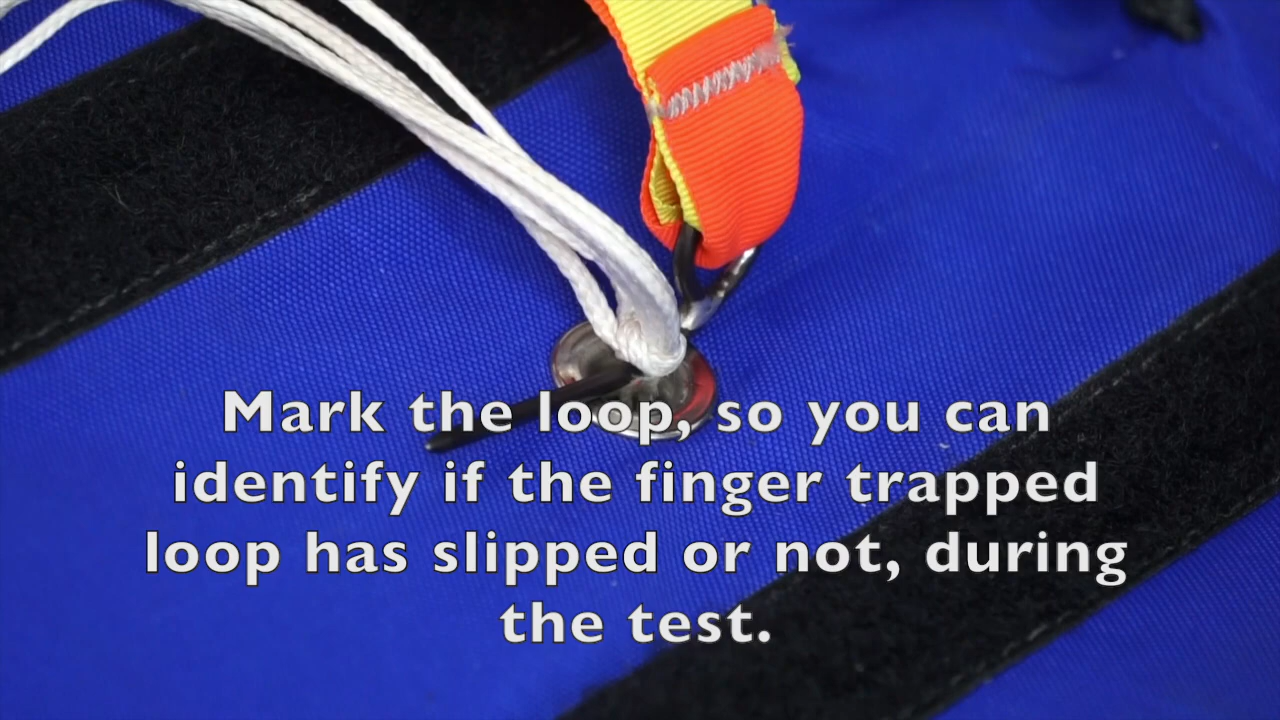 Mark the loop, so you can
identify if the finger trapped
loop has slipped or not, during
the test.